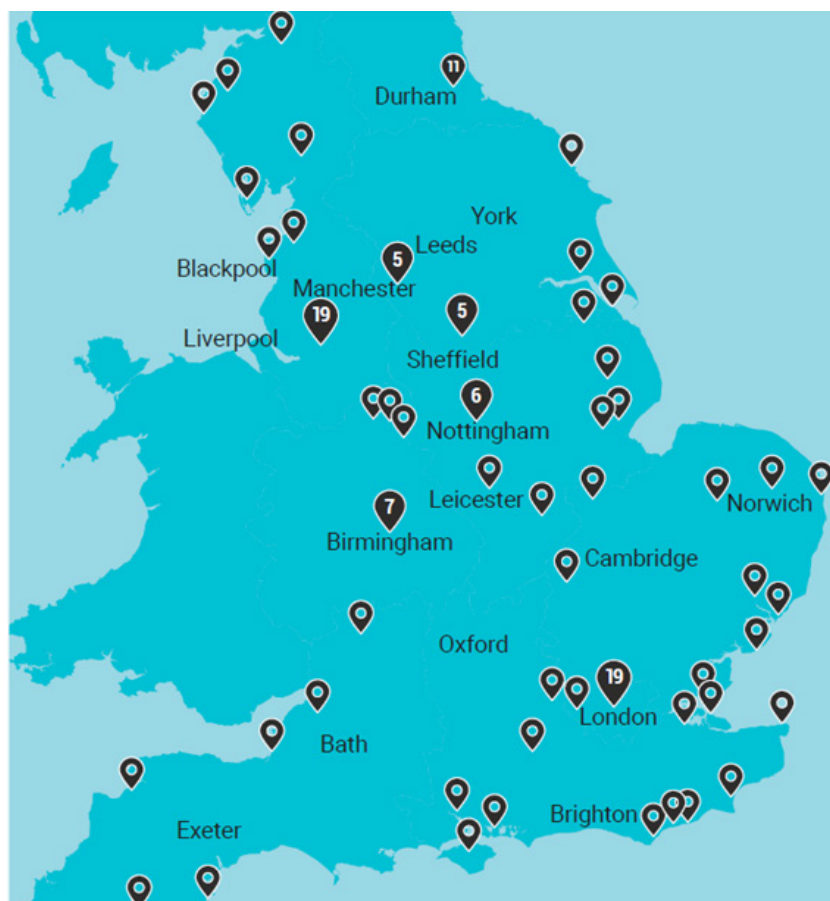 11
Durham
York
Leeds
5
Blackpool
Manchester
19
5
Liverpool
Sheffield
6
Nottingham
Leicester
7
Norwich
Birmingham
Cambridge
Oxford
19
London
Bath
Brighton
Exeter